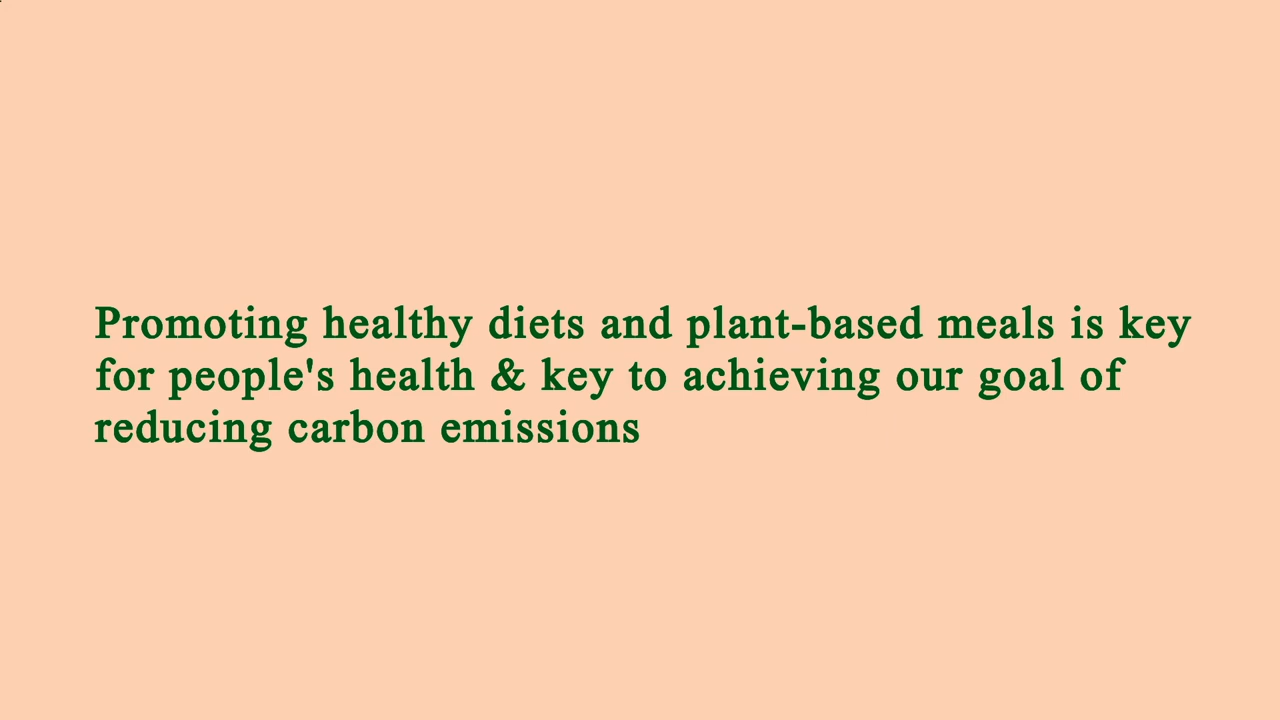 Promoting healthy diets and plant-based meals is key
for people's health & key to achieving our goal of
reducing carbon emissions